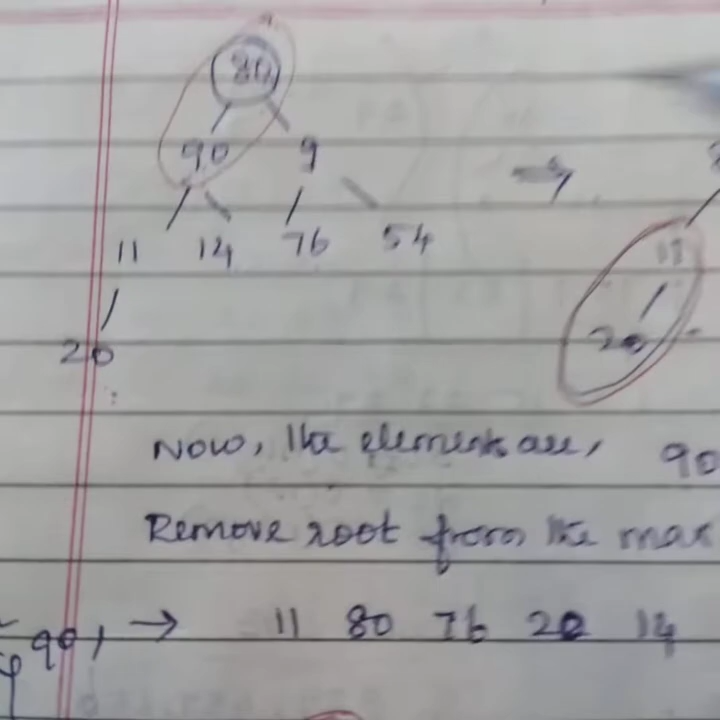 80
90 9 →
11 14 76 54 11
20 20
Now, the elements are, 90
Remove root from the max
90, → 11 80 76 20 14